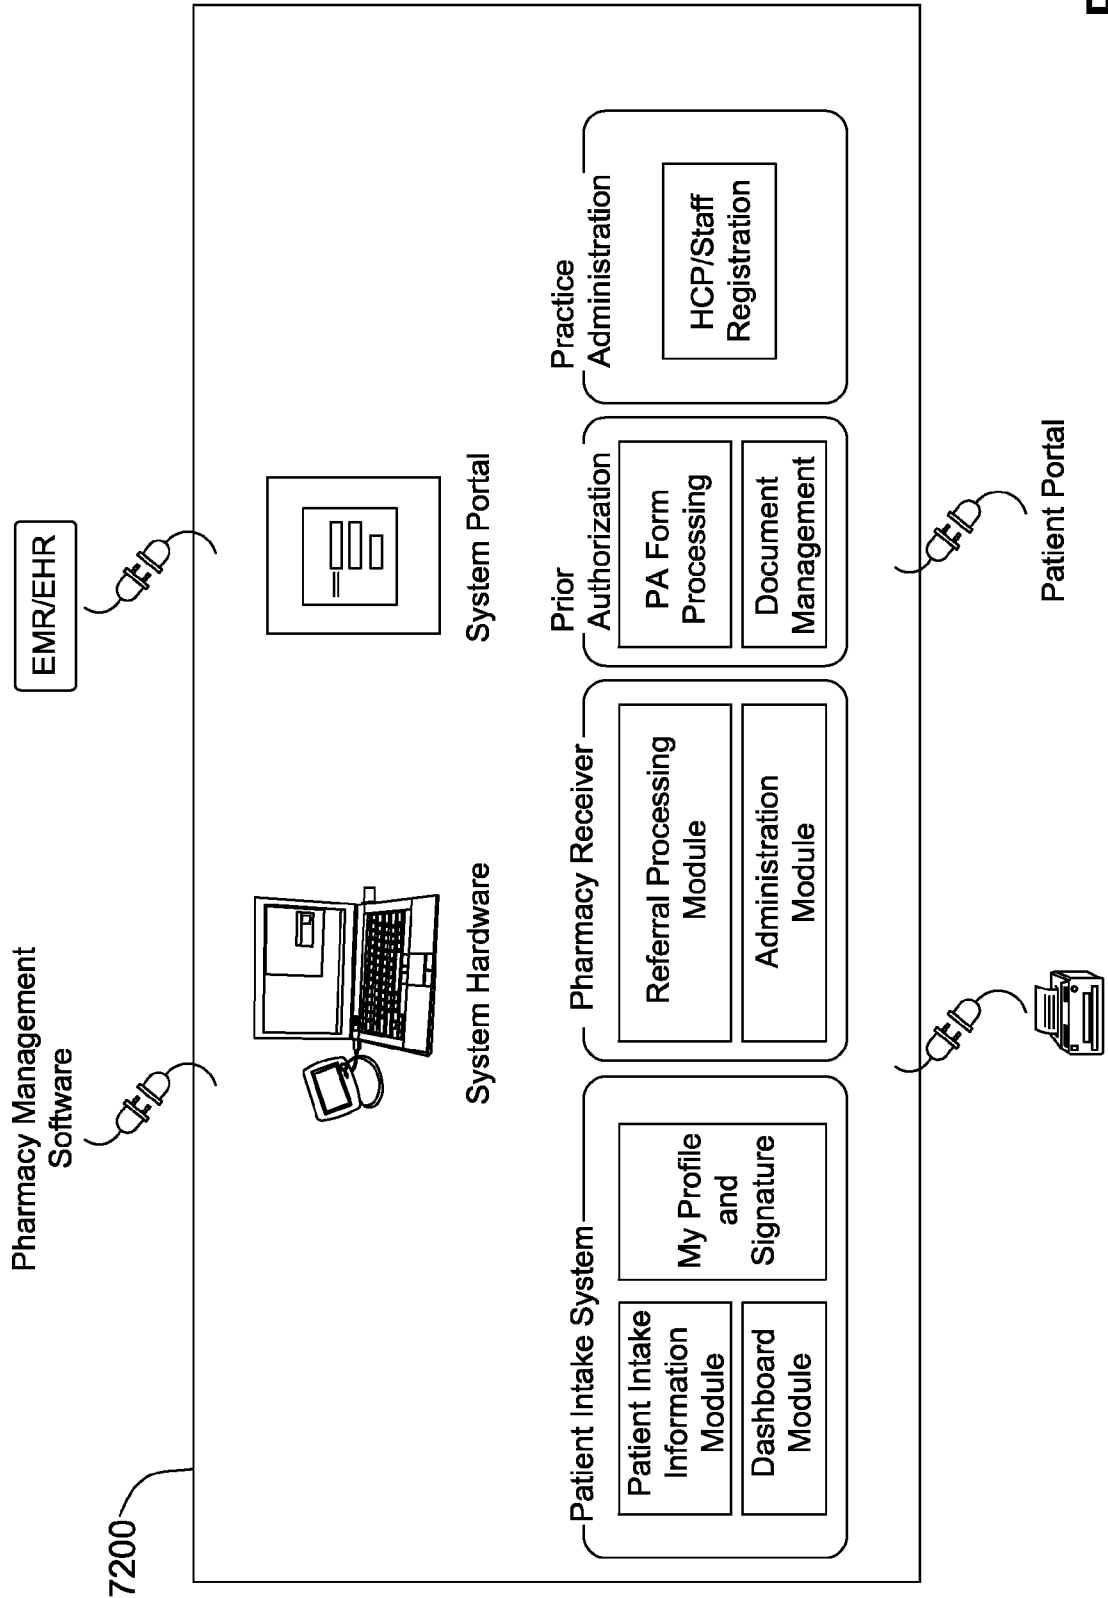 7200
Pharmacy Management
Software
EMR/EHR
System Hardware
System Portal
Patient Intake System
Patient Intake
Information
Module
Dashboard
Module
My Profile
and
Signature
Pharmacy Receiver
Referral Processing
Module
Administration
Module
Prior
Authorization
PA Form
Processing
Document
Management
Practice
Administration
HCP/Staff
Registration
Patient Portal